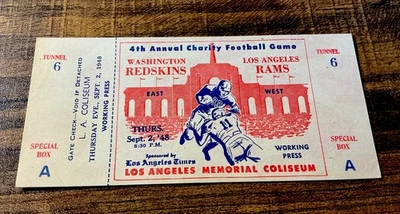 TUNNEL
6
SPECIAL
BOX
A
GATE CHECK—VOID IF DETACHED
L. A. COLISEUM
THURSDAY EVE., SEPT. 2, 1948
WORKING PRESS
4th Annual Charity Football Game
WASHINGTON
REDSKINS
LOS ANGELES
RAMS
EAST
WEST
THURS.
Sept. 2, '48
8:30 P.M.
11
Sponsored by
Los Angeles Times
WORKING
PRESS
LOS ANGELES MEMORIAL COLISEUM
TUNNEL
6
SPECIAL
BOX
A